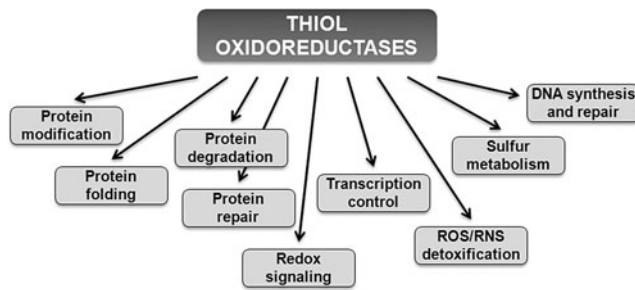 THIOL
OXIDOREDUCTASES
Protein
modification
Protein
folding
Protein
degradation
Protein
repair
Redox
signaling
Transcription
control
ROS/RNS
detoxification
Sulfur
metabolism
DNA synthesis
and repair